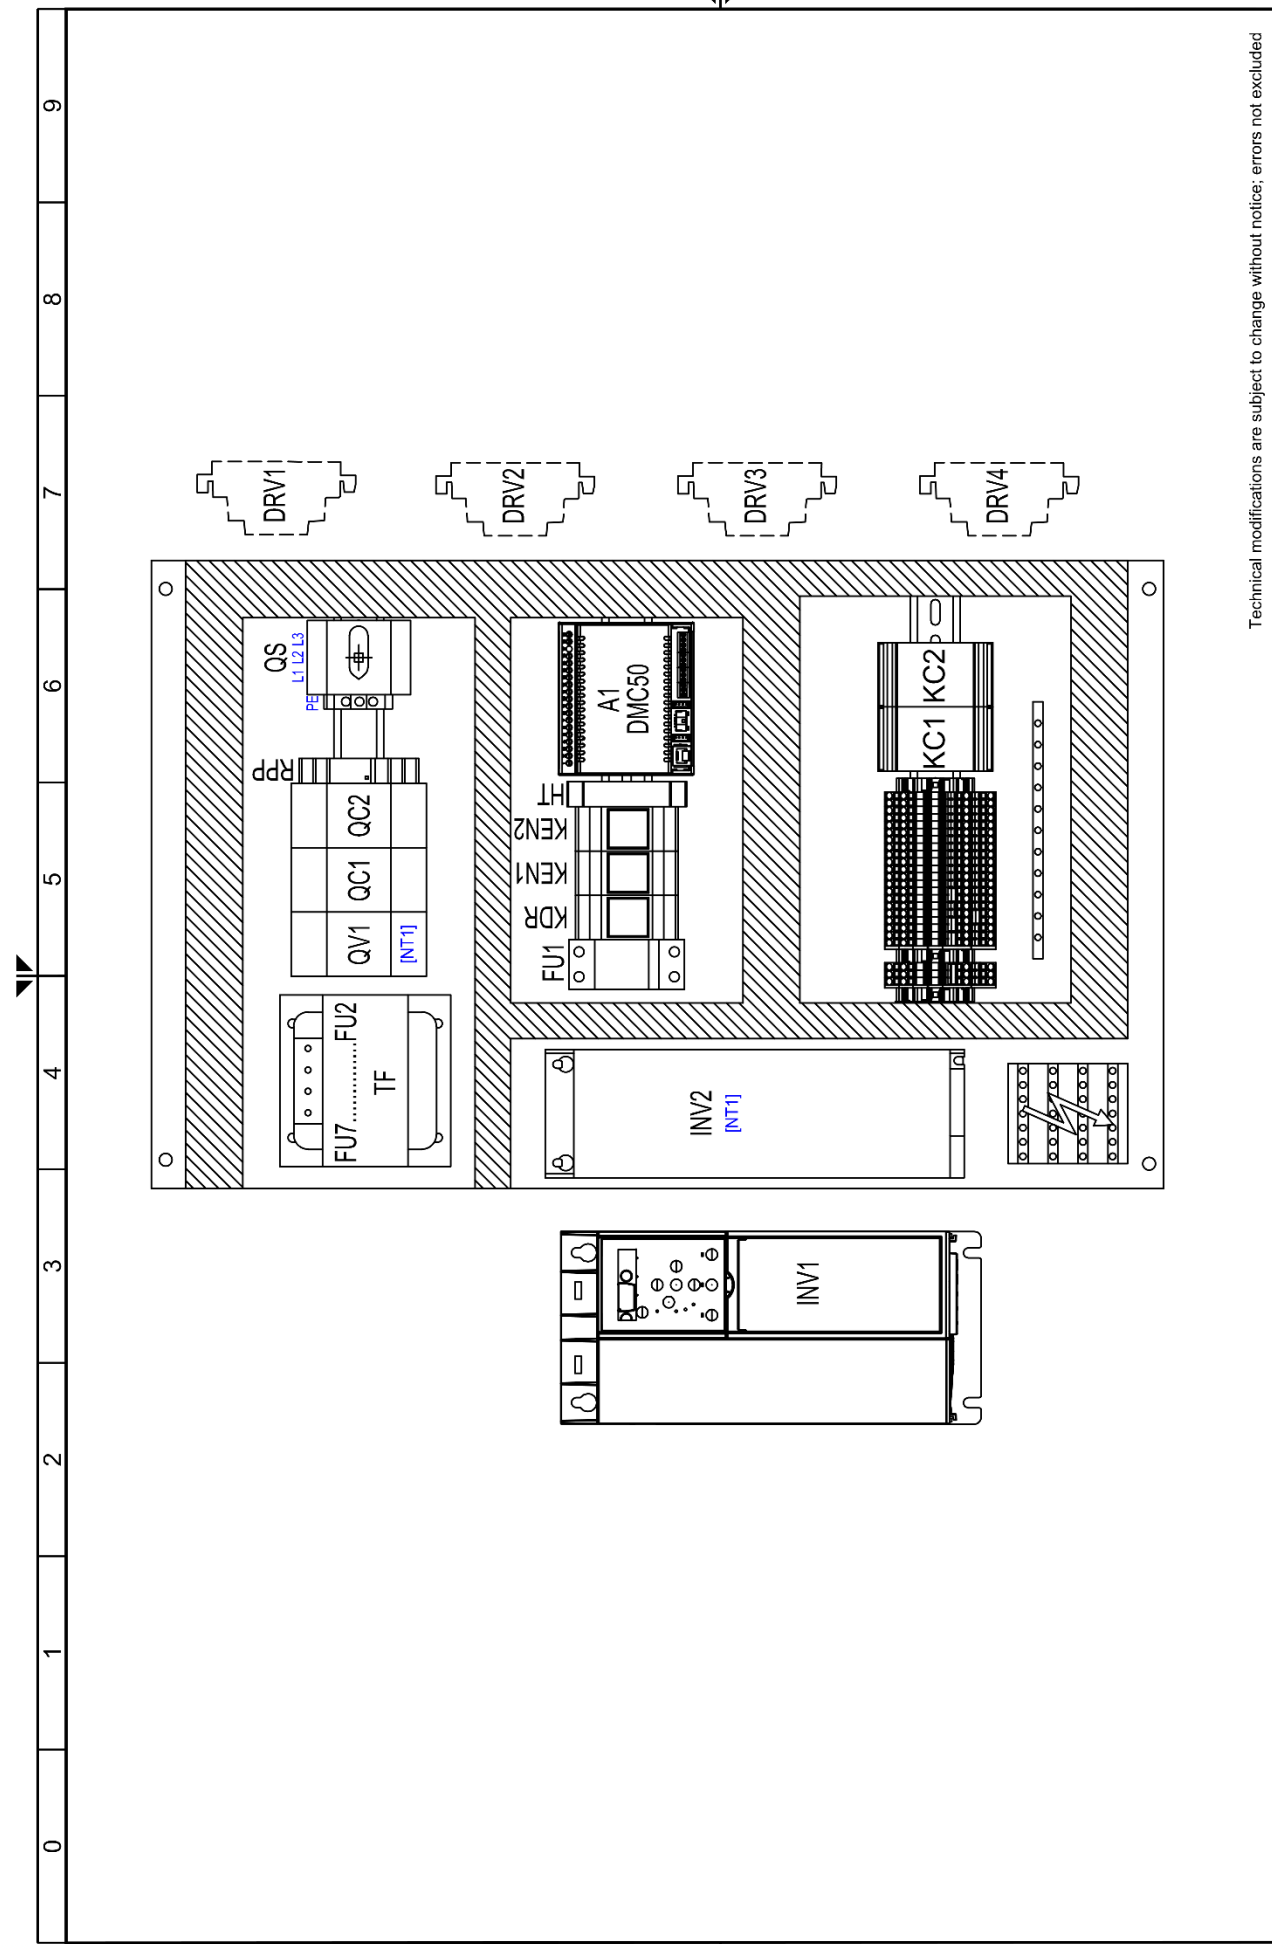 0
1
2
3
4
5
6
7
8
9
DRV1
DRV2
DRV3
DRV4
QS
L1 L2 L3
PE
RPP
QV1
QC1
QC2
[NT1]
FU7............FU2
TF
FU1
KDR
KEN1
KEN2
HT
A1
DMC50
KC1
KC2
INV2
[NT1]
INV1
Technical modifications are subject to change without notice; errors not excluded